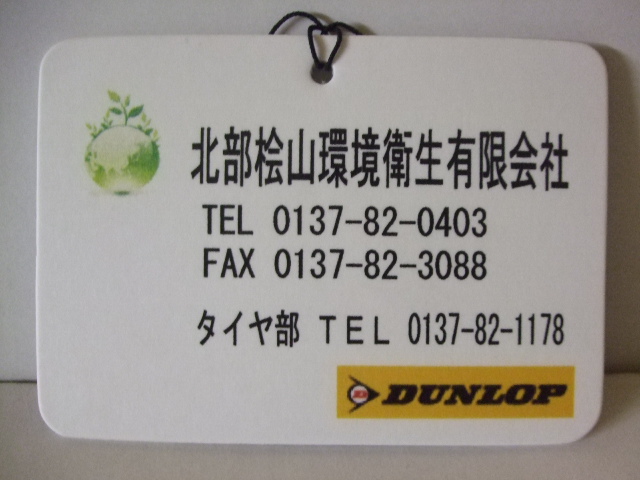 北部桧山環境衛生有限会社
TEL 0137-82-0403
FAX 0137-82-3088
タイヤ部 TEL 0137-82-1178
DUNLOP